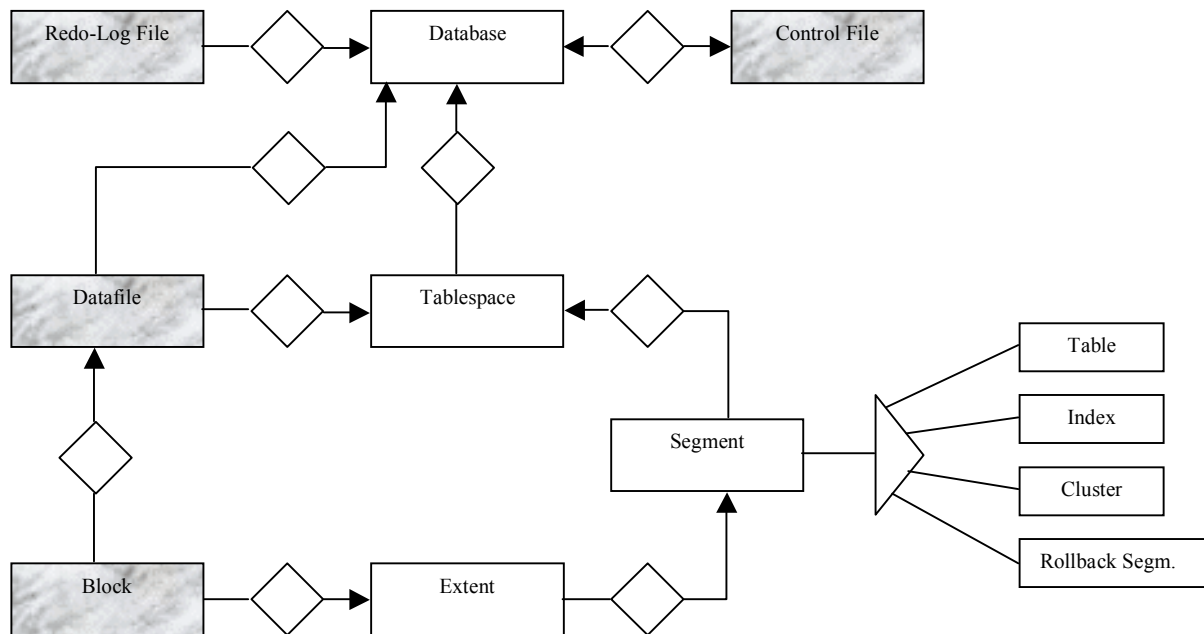 Redo-Log File
Database
Control File
Datafile
Tablespace
Table
Index
Segment
Cluster
Rollback Segm.
Block
Extent